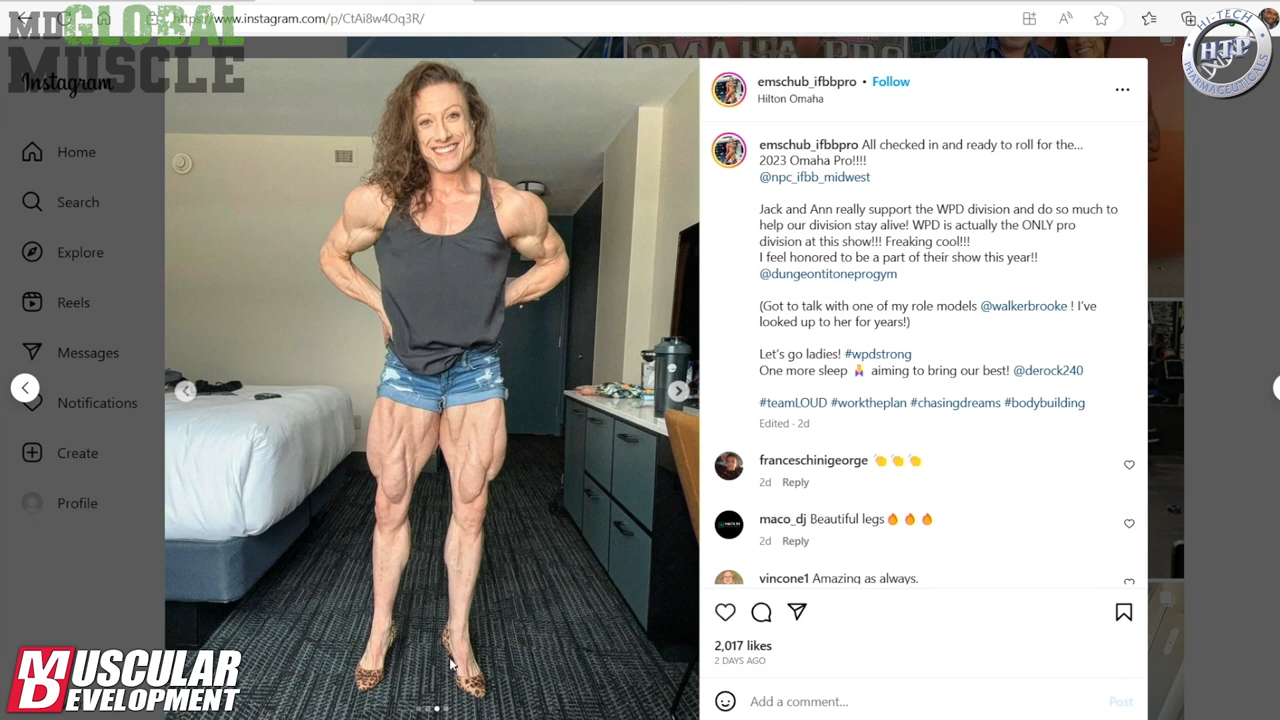 https://www.instagram.com/p/CtAi8w4Oq3R/
MD GLOBAL
MUSCLE
HI-TECH
HTP
PHARMACEUTICALS
OMAHA PRO
Instagram
Home
Search
Explore
Reels
Messages
Notifications
Create
Profile
emschub_ifbbpro • Follow
Hilton Omaha
emschub_ifbbpro All checked in and ready to roll for the...
2023 Omaha Pro!!!!
@npc_ifbb_midwest
Jack and Ann really support the WPD division and do so much to
help our division stay alive! WPD is actually the ONLY pro
division at this show!!! Freaking cool!!!
I feel honored to be a part of their show this year!!
@dungeontitoneprogym
(Got to talk with one of my role models @walkerbrooke ! I've
looked up to her for years!)
Let's go ladies! #wpdstrong
One more sleep 🧘‍♀️ aiming to bring our best! @derock240
#teamLOUD #worktheplan #chasingdreams #bodybuilding
Edited · 2d
franceschinigeorge 👏 👏 👏
2d Reply
maco_dj Beautiful legs🔥 🔥 🔥
2d Reply
vincone1 Amazing as always.
2,017 likes
2 DAYS AGO
Add a comment...
Post
MD MUSCULAR
DEVELOPMENT